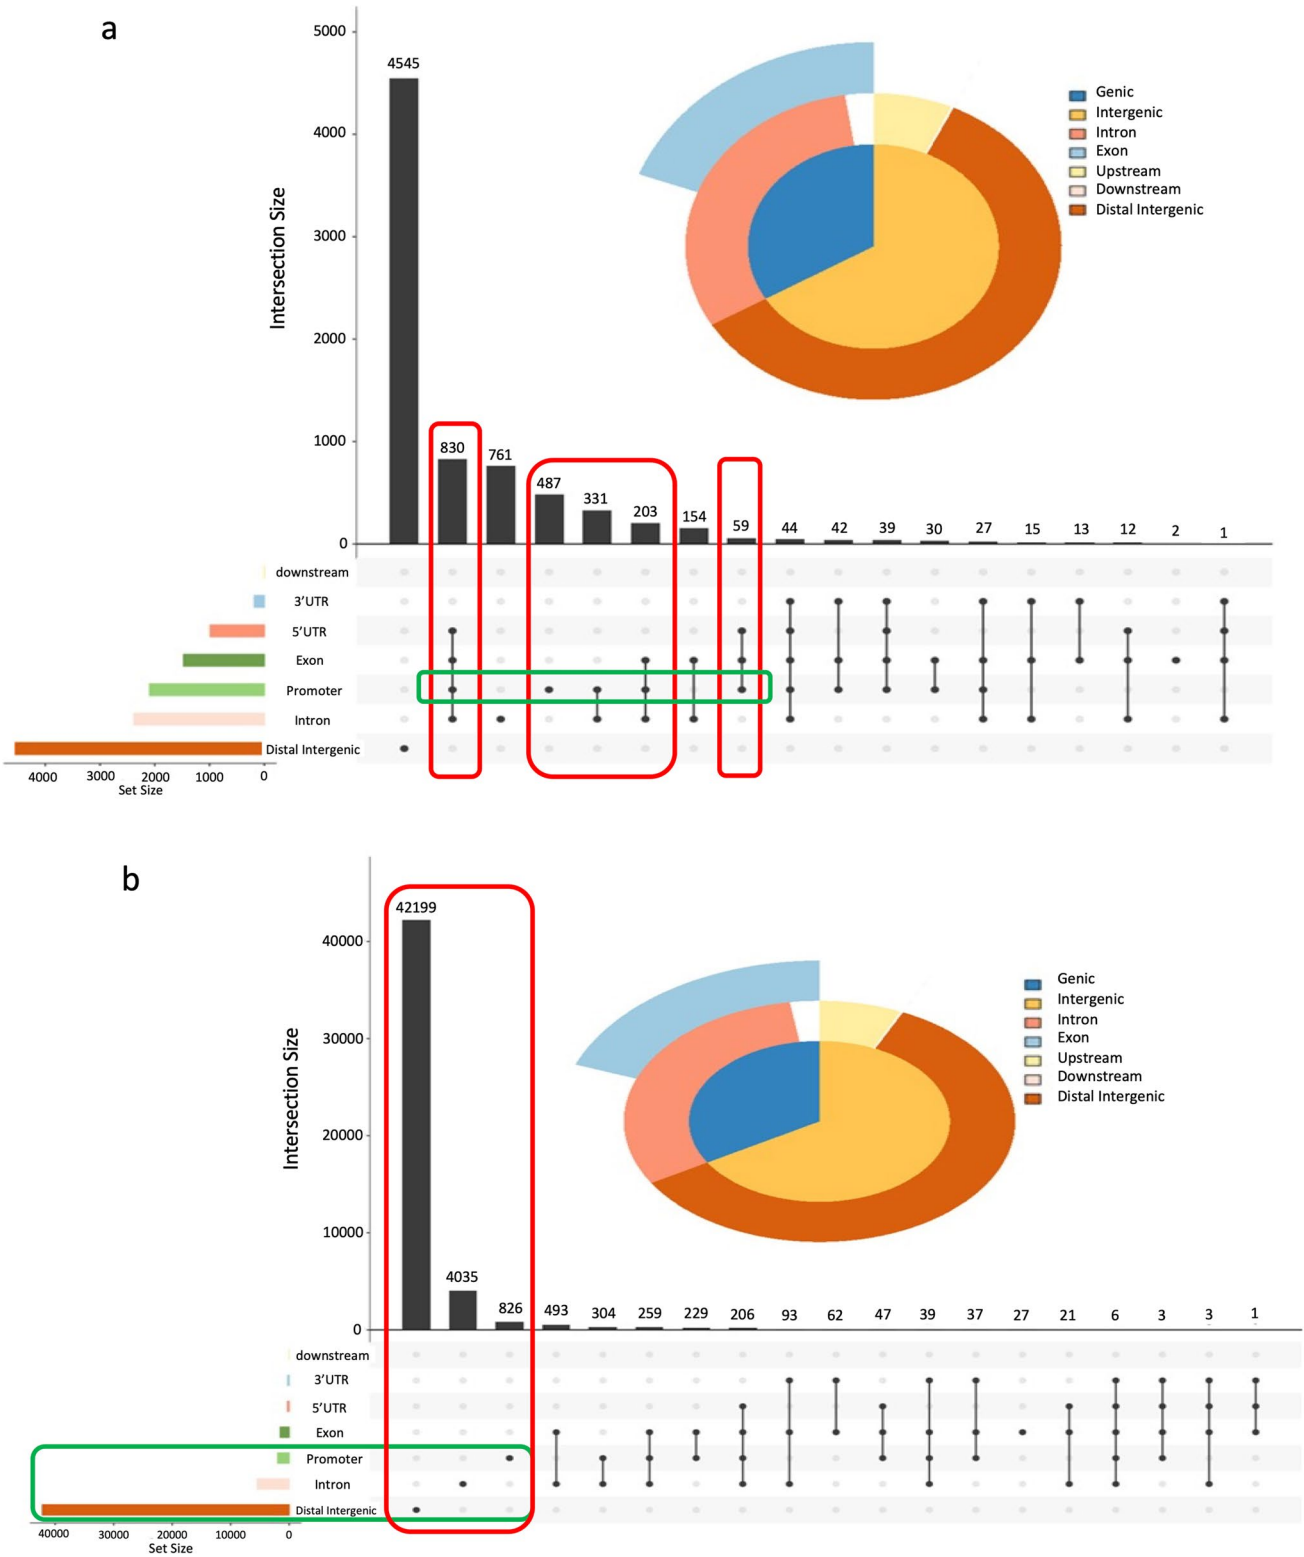 a
5000
4000
3000
2000
1000
0
Intersection Size
4545
830
761
487
331
203
154
59
44
42
39
30
27
15
13
12
2
1
Genic
Intergenic
Intron
Exon
Upstream
Downstream
Distal Intergenic
downstream
3’UTR
5’UTR
Exon
Promoter
Intron
Distal Intergenic
4000 3000 2000 1000 0
Set Size
b
40000
30000
20000
10000
0
Intersection Size
42199
4035
826
493
304
259
229
206
93
62
47
39
37
27
21
6
3
3
1
Genic
Intergenic
Intron
Exon
Upstream
Downstream
Distal Intergenic
downstream
3’UTR
5’UTR
Exon
Promoter
Intron
Distal Intergenic
40000 30000 20000 10000 0
Set Size